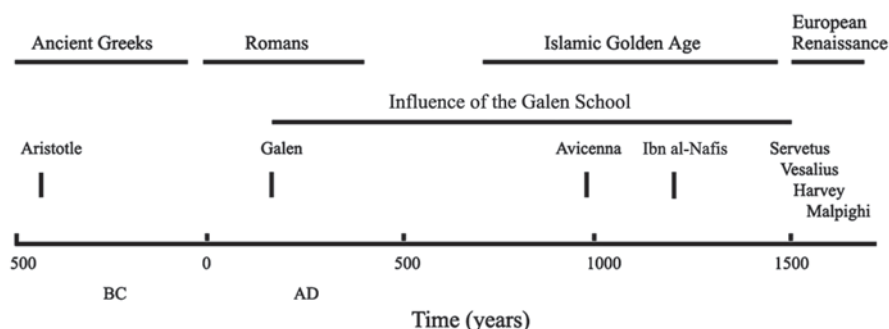 Ancient Greeks
Romans
Islamic Golden Age
European
Renaissance
Influence of the Galen School
Aristotle
Galen
Avicenna
Ibn al-Nafis
Servetus
Vesalius
Harvey
Malpighi
500
0
500
1000
1500
BC
AD
Time (years)